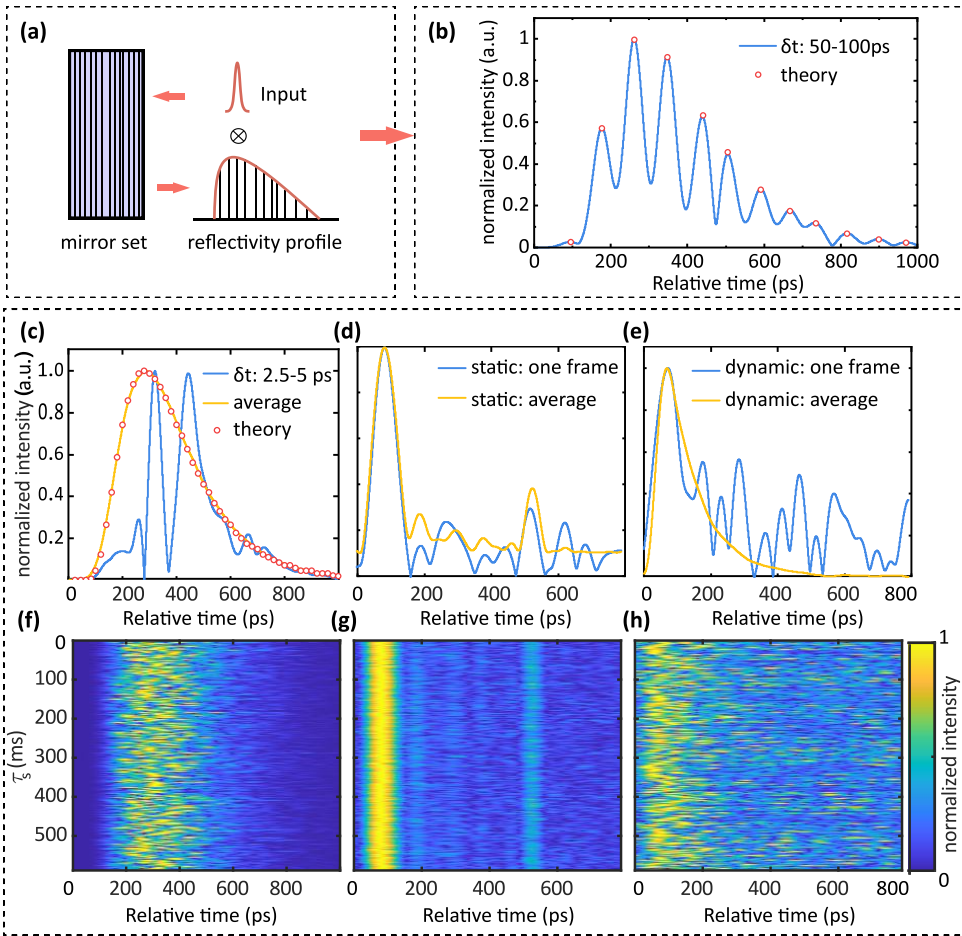 (a)
Input
⊗
mirror set
reflectivity profile
(b)
normalized intensity (a.u.)
1
0.8
0.6
0.4
0.2
0
δt: 50-100ps
theory
0 200 400 600 800 1000
Relative time (ps)
(c)
normalized intensity (a.u.)
1.0
0.8
0.6
0.4
0.2
δt: 2.5-5 ps
average
theory
0 200 400 600 800
Relative time (ps)
(d)
static: one frame
static: average
0 200 400 600
Relative time (ps)
(e)
dynamic: one frame
dynamic: average
0 200 400 600 800
Relative time (ps)
(f)
τs (ms)
0
100
200
300
400
500
0 200 400 600 800
Relative time (ps)
(g)
0 200 400 600
Relative time (ps)
(h)
0 200 400 600 800
Relative time (ps)
1
normalized intensity
0